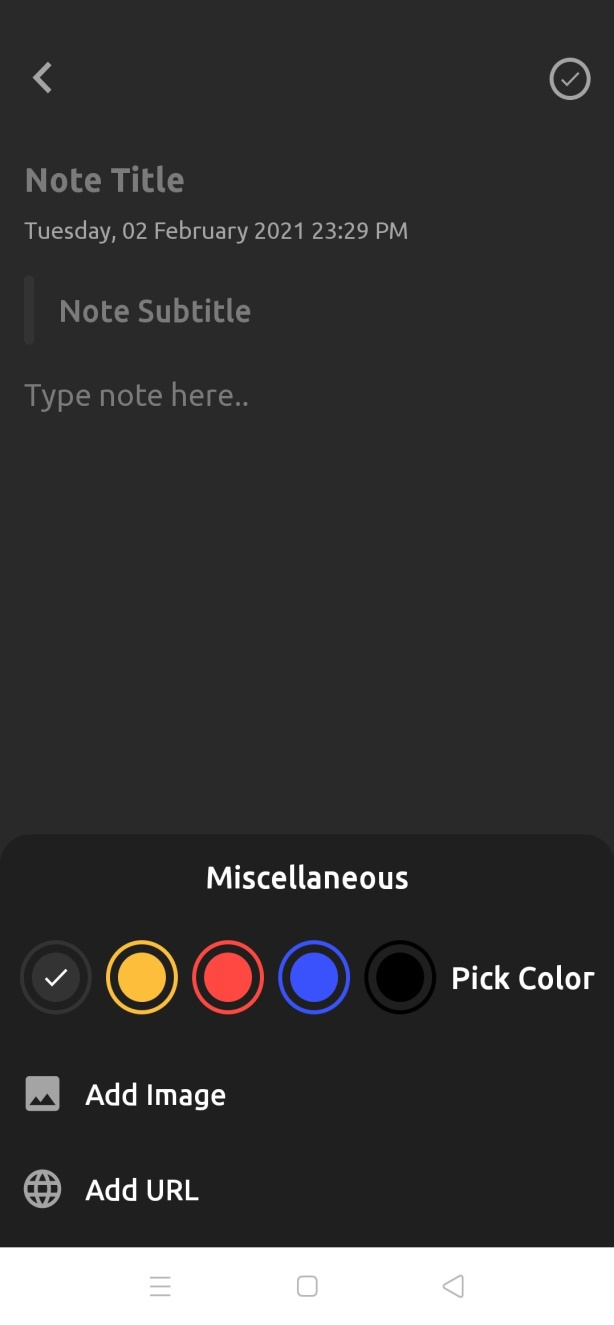 Note Title
Tuesday, 02 February 2021 23:29 PM
Note Subtitle
Type note here..
Miscellaneous
Pick Color
Add Image
Add URL